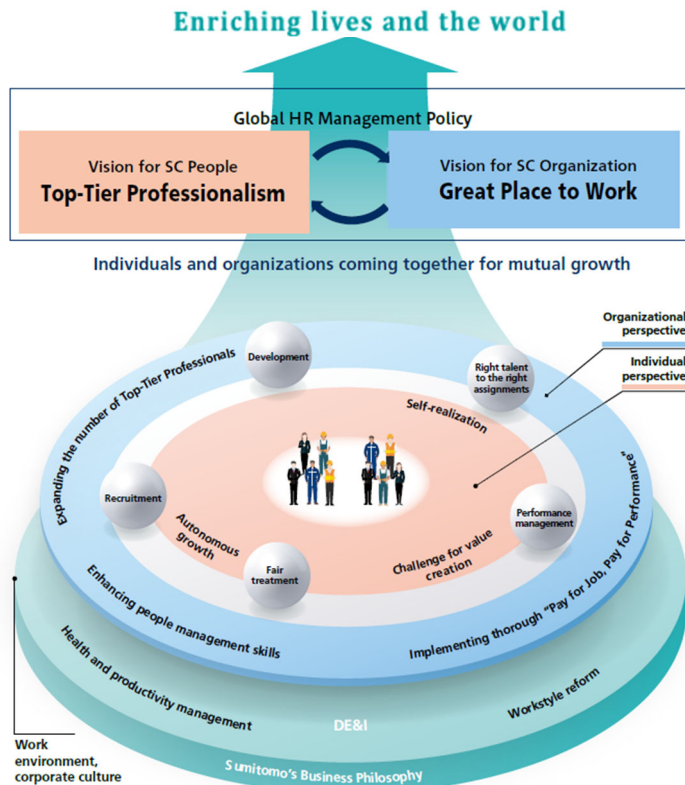 Enriching lives and the world
Global HR Management Policy
Vision for SC People
Top-Tier Professionalism
Vision for SC Organization
Great Place to Work
Individuals and organizations coming together for mutual growth
Organizational
perspective
Individual
perspective
Expanding the number of Top-Tier Professionals
Development
Right talent
to the right
assignments
Self-realization
Recruitment
Autonomous
growth
Fair
treatment
Challenge for value
creation
Performance
management
Enhancing people management skills
Implementing thorough “Pay for Job, Pay for Performance”
Health and productivity management
DE&I
Workstyle reform
Work
environment,
corporate culture
Sumitomo’s Business Philosophy